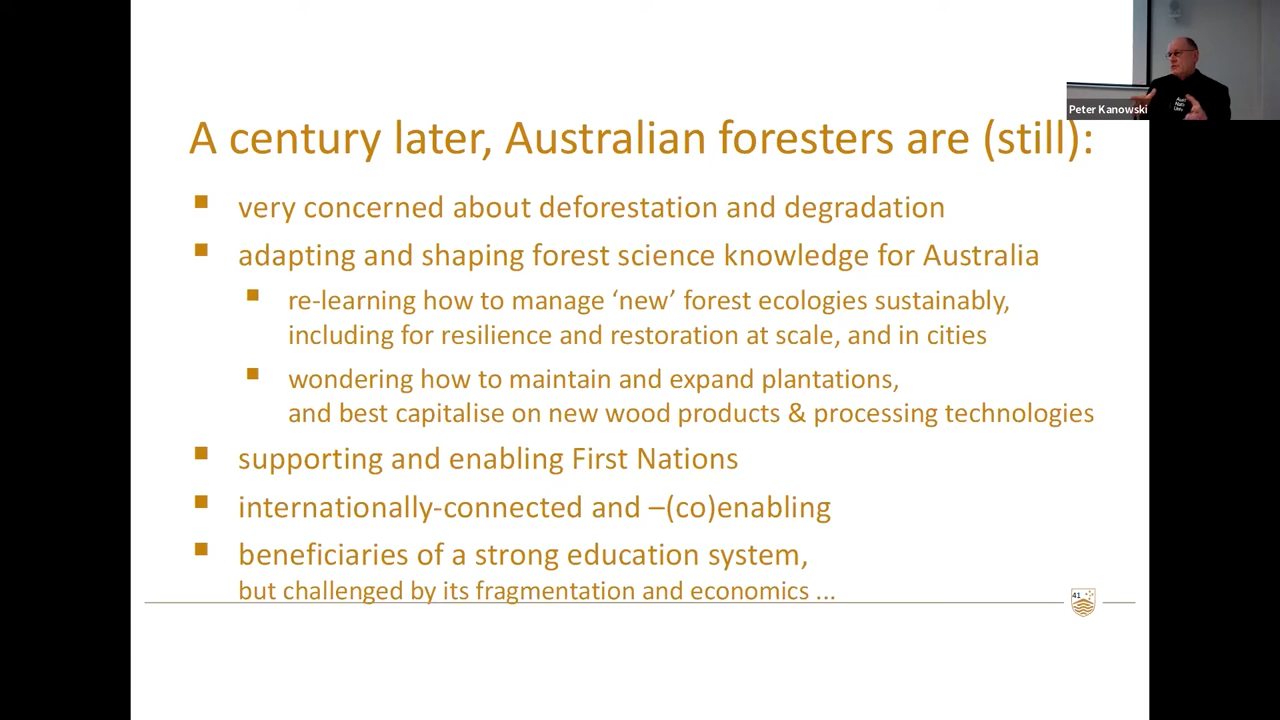 Peter Kanowski
A century later, Australian foresters are (still):
▪ very concerned about deforestation and degradation
▪ adapting and shaping forest science knowledge for Australia
▪ re-learning how to manage ‘new’ forest ecologies sustainably,
including for resilience and restoration at scale, and in cities
▪ wondering how to maintain and expand plantations,
and best capitalise on new wood products & processing technologies
▪ supporting and enabling First Nations
▪ internationally-connected and –(co)enabling
▪ beneficiaries of a strong education system,
but challenged by its fragmentation and economics ...
41